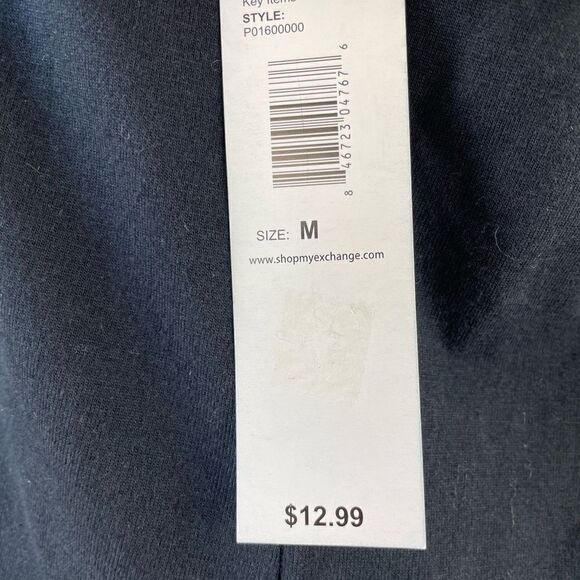 Key Items
STYLE:
P01600000
8 46723 04767 6
SIZE: M
www.shopmyexchange.com
$12.99